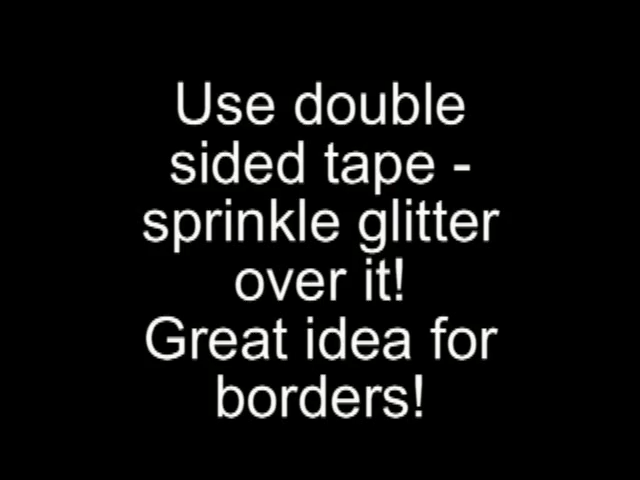 Use double
sided tape -
sprinkle glitter
over it!
Great idea for
borders!